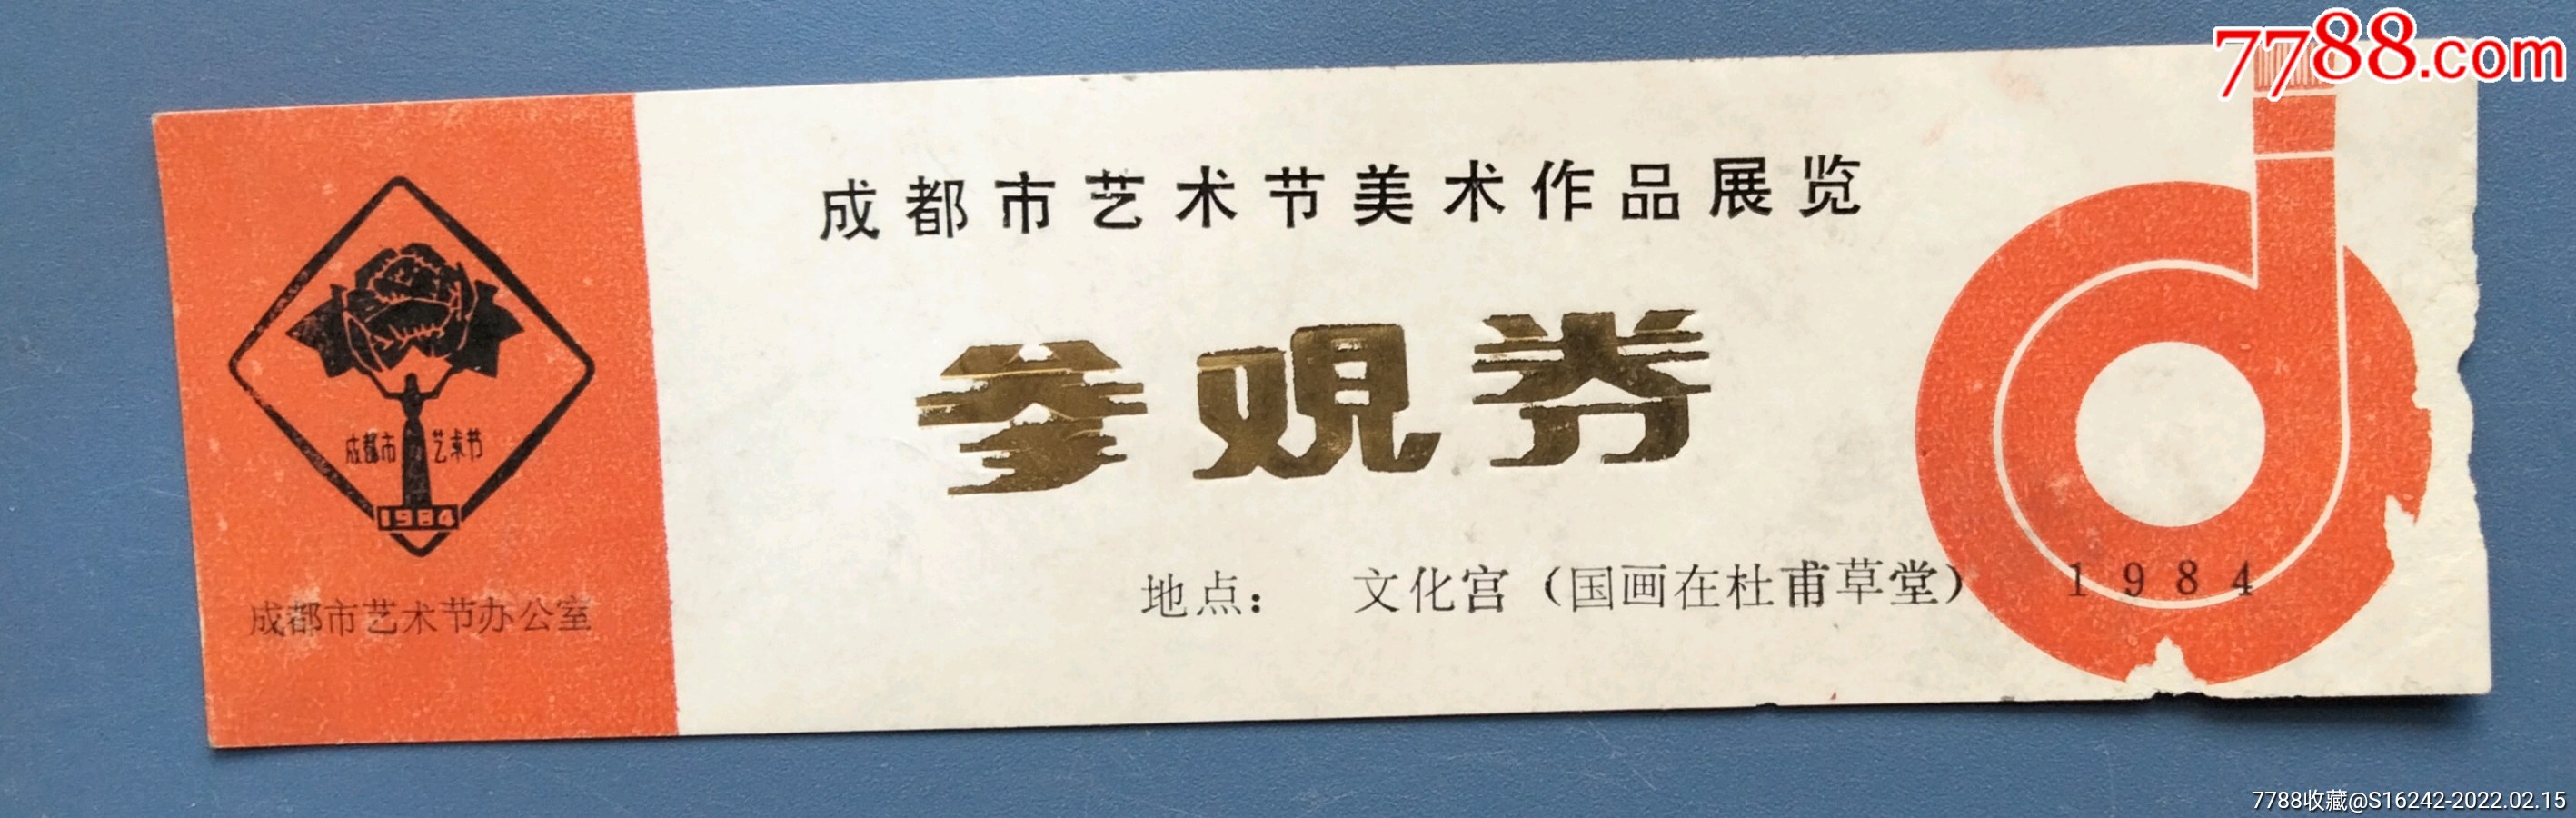 7788.com
成都市艺术节美术作品展览
参观券
成都市 艺术节
1984
地点： 文化宫（国画在杜甫草堂） 1984
成都市艺术节办公室
7788收藏@S16242-2022.02.15